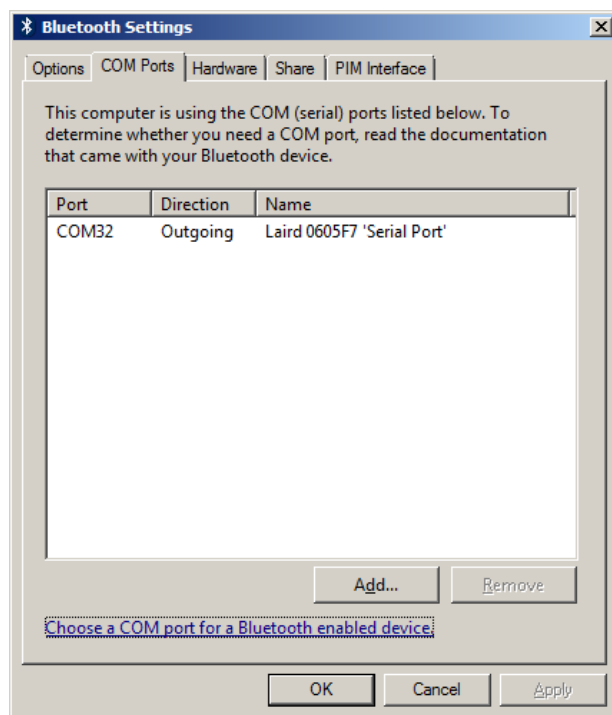 Bluetooth Settings
Options COM Ports Hardware Share PIM Interface
This computer is using the COM (serial) ports listed below. To
determine whether you need a COM port, read the documentation
that came with your Bluetooth device.
Port Direction Name
COM32 Outgoing Laird 0605F7 'Serial Port'
Add... Remove
Choose a COM port for a Bluetooth enabled device.
OK Cancel Apply